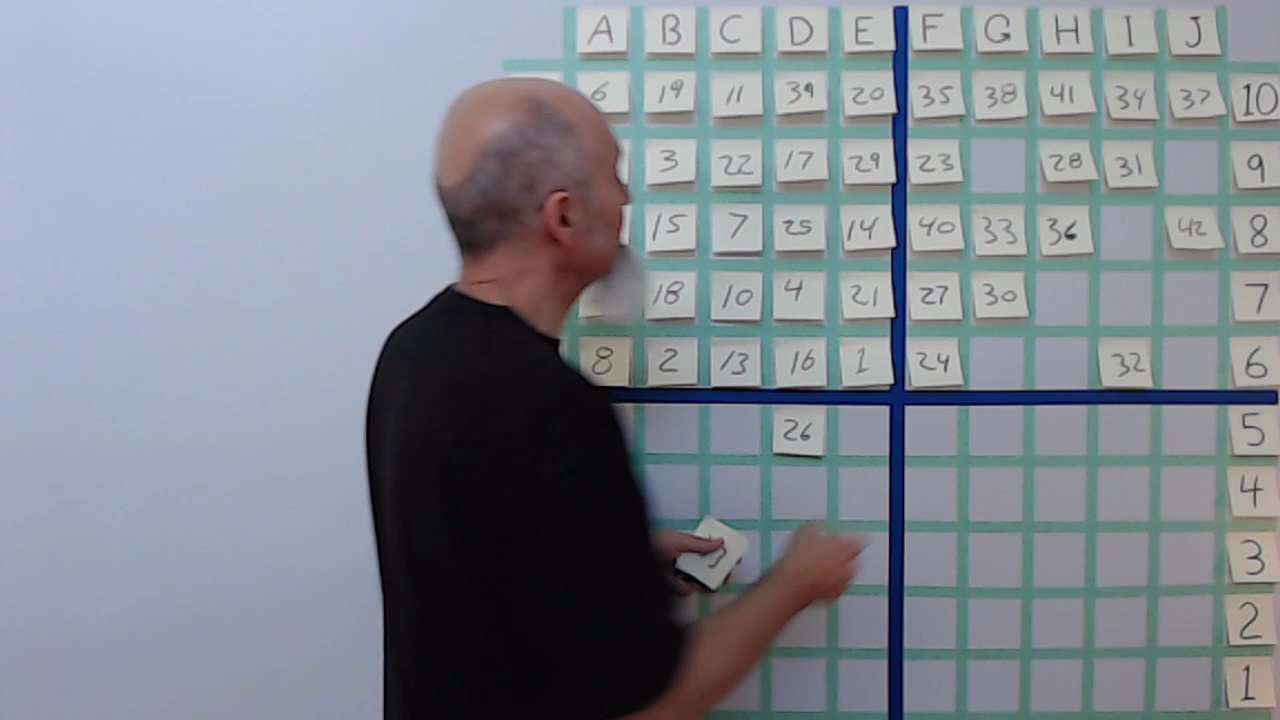 A B C D E F G H I J
6 19 11 39 20 35 38 41 34 37 10
3 22 17 29 23 28 31 9
15 7 25 14 40 33 36 42 8
18 10 4 21 27 30 7
8 2 13 16 1 24 32 6
26 5
4
3
2
1